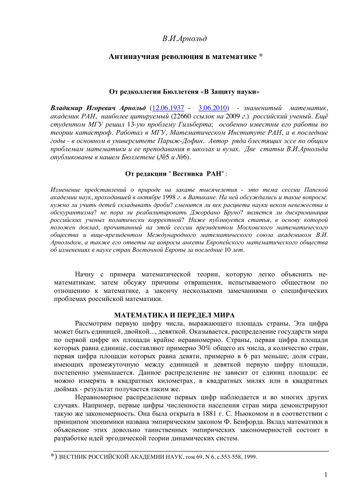 В.И.Арнольд
Антинаучная революция в математике *
От редколлегии Бюллетеня «В Защиту науки»
Владимир Игоревич Арнольд (12.06.1937 - 3.06.2010) - знаменитый математик,
академик РАН, наиболее цитируемый (22660 ссылок на 2009 г.) российский ученый. Ещё
студентом МГУ решил 13-ую проблему Гильберта; особенно известны его работы по
теории катастроф. Работал в МГУ, Математическом Институте РАН, а в последние
годы - в основном в университете Париж-Дофин. Автор ряда блестящих эссе по общим
проблемам математики и ее преподавания в школах и вузах. Две статьи В.И.Арнольда
опубликованы в нашем Бюллетене (№5 и №6).
От редакции "Вестника РАН":
Изменение представлений о природе на закате тысячелетия - это тема сессии Папской
академии наук, проходившей в октябре 1998 г. в Ватикане. На ней обсуждались и такие вопросы:
нужно ли учить детей складывать дроби? сменится ли век расцвета науки веком невежества и
обскурантизма? не пора ли реабилитировать Джордано Бруно? является ли дискриминация
российских ученых политически корректной? Ниже публикуется статья, в основу которой
положен доклад, прочитанный на этой сессии президентом Московского математического
общества и вице-президентом Международного математического союза академиком В.И.
Арнольдом, а также его ответы на вопросы анкеты Европейского математического общества
об изменениях в науке стран Восточной Европы за последние 10 лет.
Начну с примера математической теории, которую легко объяснить не-
математикам; затем обсужу причины отвращения, испытываемого обществом по
отношению к математике, а закончу несколькими замечаниями о специфических
проблемах российской математики.
МАТЕМАТИКА И ПЕРЕДЕЛ МИРА
Рассмотрим первую цифру числа, выражающего площадь страны. Эта цифра
может быть единицей, двойкой.., девяткой. Оказывается, распределение государств мира
по первой цифре их площади крайне неравномерно. Страны, первая цифра площади
которых равна единице, составляют примерно 30% общего их числа, а количество стран,
первая цифра площади которых равна девяти, примерно в 6 раз меньше; доля стран,
имеющих промежуточную между единицей и девяткой первую цифру площади,
постепенно уменьшается. Данное распределение не зависит от единиц площади: ее
можно измерять в квадратных километрах, в квадратных милях или в квадратных
дюймах - результат получается таким же.
Неравномерное распределение первых цифр наблюдается и во многих других
случаях. Например, первые цифры численности населения стран мира демонстрируют
такую же закономерность. Она была открыта в 1881 г. С. Ньюкомом и в соответствии с
принципом эпонимики названа эмпирическим законом Ф. Бенфорда. Вклад математики в
объяснение этих довольно таинственных эмпирических закономерностей состоит в
разработке идей эргодической теории динамических систем.
*) ВЕСТНИК РОССИЙСКОЙ АКАДЕМИИ НАУК, том 69, N 6, с.553-558, 1999.
1